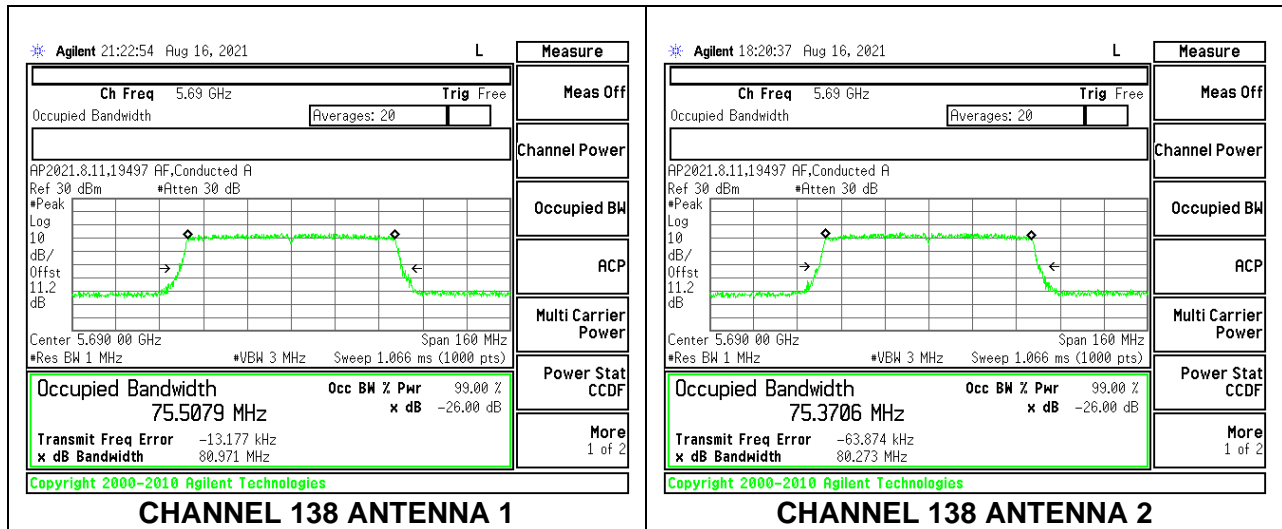 Agilent 21:22:54 Aug 16, 2021 L
Measure
Ch Freq 5.69 GHz Trig Free
Occupied Bandwidth Averages: 20
AP2021.8.11,19497 AF,Conducted A
Ref 30 dBm #Atten 30 dB
#Peak
Log
10
dB/
Offst
11.2
dB
Center 5.690 00 GHz Span 160 MHz
#Res BW 1 MHz #VBW 3 MHz Sweep 1.066 ms (1000 pts)
Occupied Bandwidth Occ BW % Pwr 99.00 %
75.5079 MHz x dB -26.00 dB
Transmit Freq Error -13.177 kHz
x dB Bandwidth 80.971 MHz
Copyright 2000-2010 Agilent Technologies
Meas Off
Channel Power
Occupied BW
ACP
Multi Carrier
Power
Power Stat
CCDF
More
1 of 2
CHANNEL 138 ANTENNA 1
Agilent 18:20:37 Aug 16, 2021 L
Measure
Ch Freq 5.69 GHz Trig Free
Occupied Bandwidth Averages: 20
AP2021.8.11,19497 AF,Conducted A
Ref 30 dBm #Atten 30 dB
#Peak
Log
10
dB/
Offst
11.2
dB
Center 5.690 00 GHz Span 160 MHz
#Res BW 1 MHz #VBW 3 MHz Sweep 1.066 ms (1000 pts)
Occupied Bandwidth Occ BW % Pwr 99.00 %
75.3706 MHz x dB -26.00 dB
Transmit Freq Error -63.874 kHz
x dB Bandwidth 80.273 MHz
Copyright 2000-2010 Agilent Technologies
Meas Off
Channel Power
Occupied BW
ACP
Multi Carrier
Power
Power Stat
CCDF
More
1 of 2
CHANNEL 138 ANTENNA 2